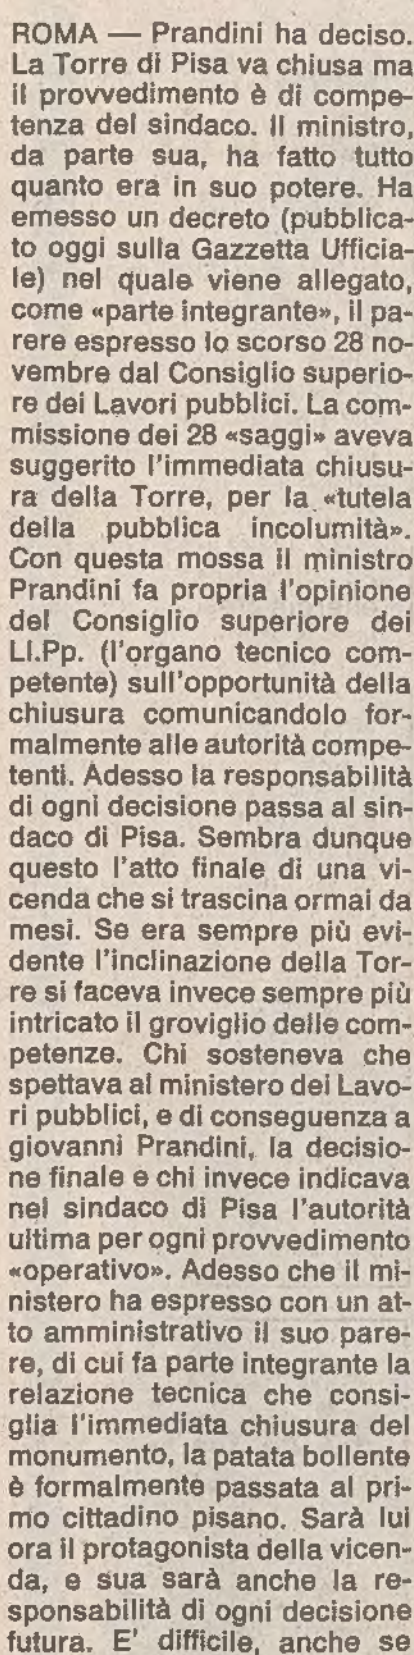 ROMA — Prandini ha deciso.
La Torre di Pisa va chiusa ma
il provvedimento è di compe-
tenza del sindaco. Il ministro,
da parte sua, ha fatto tutto
quanto era in suo potere. Ha
emesso un decreto (pubblica-
to oggi sulla Gazzetta Ufficia-
le) nel quale viene allegato,
come «parte integrante», il pa-
rere espresso lo scorso 28 no-
vembre dal Consiglio superio-
re dei Lavori pubblici. La com-
missione dei 28 «saggi» aveva
suggerito l'immediata chiusu-
ra della Torre, per la «tutela
della pubblica incolumità».
Con questa mossa il ministro
Prandini fa propria l'opinione
del Consiglio superiore dei
Ll.Pp. (l'organo tecnico com-
petente) sull'opportunità della
chiusura comunicandolo for-
malmente alle autorità compe-
tenti. Adesso la responsabilità
di ogni decisione passa al sin-
daco di Pisa. Sembra dunque
questo l'atto finale di una vi-
cenda che si trascina ormai da
mesi. Se era sempre più evi-
dente l'inclinazione della Tor-
re si faceva invece sempre più
intricato il groviglio delle com-
petenze. Chi sosteneva che
spettava al ministero dei Lavo-
ri pubblici, e di conseguenza a
giovanni Prandini, la decisio-
ne finale e chi invece indicava
nel sindaco di Pisa l'autorità
ultima per ogni provvedimento
«operativo». Adesso che il mi-
nistero ha espresso con un at-
to amministrativo il suo pare-
re, di cui fa parte integrante la
relazione tecnica che consi-
glia l'immediata chiusura del
monumento, la patata bollente
è formalmente passata al pri-
mo cittadino pisano. Sarà lui
ora il protagonista della vicen-
da, e sua sarà anche la re-
sponsabilità di ogni decisione
futura. E' difficile, anche se